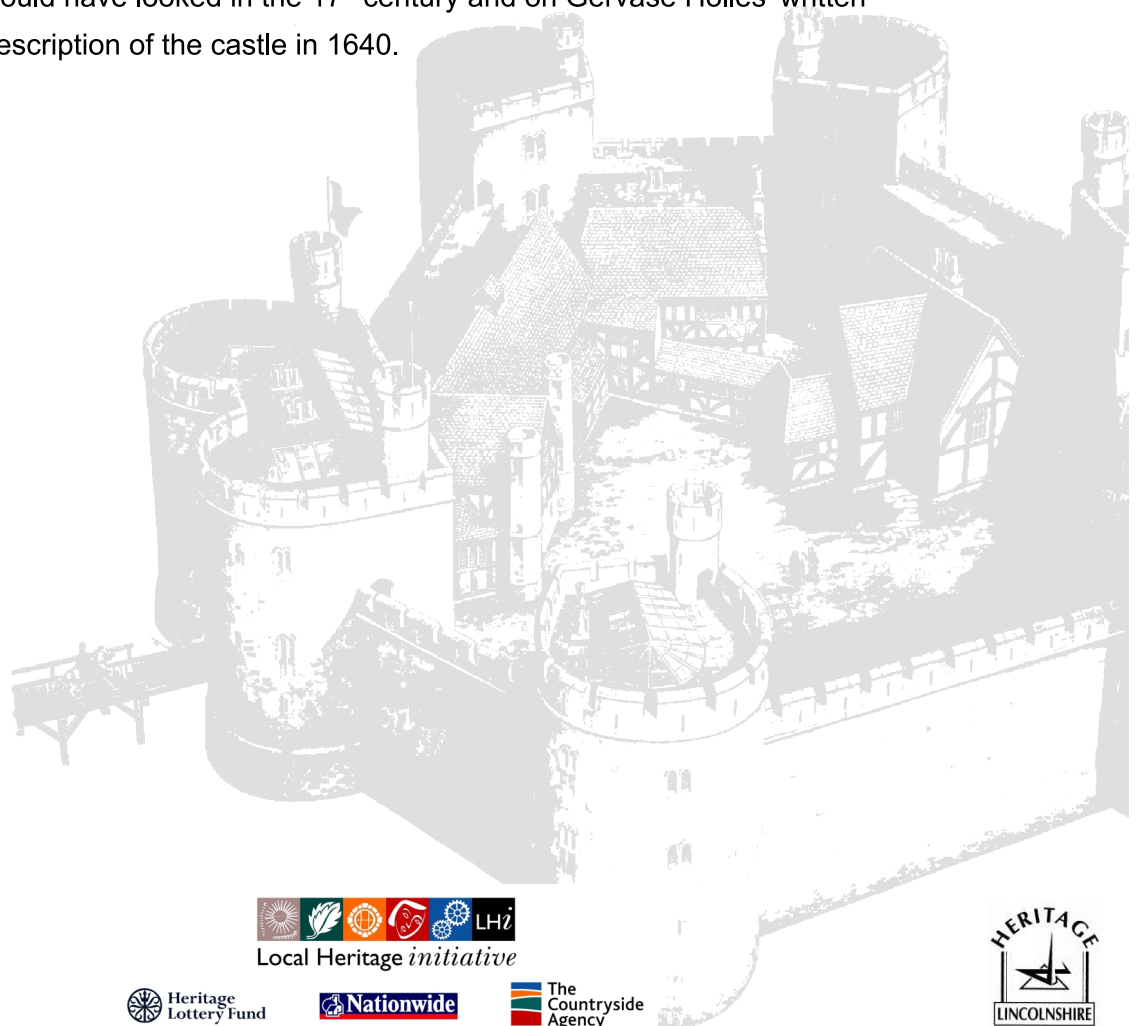 ould have looked in the 17 century and on Gervase Holles' written
escription of the castle in 1640.
LHi
Local Heritage initiative
Heritage
Lottery Fund
Nationwide
The
Countryside
Agency
HERITAGE
LINCOLNSHIRE